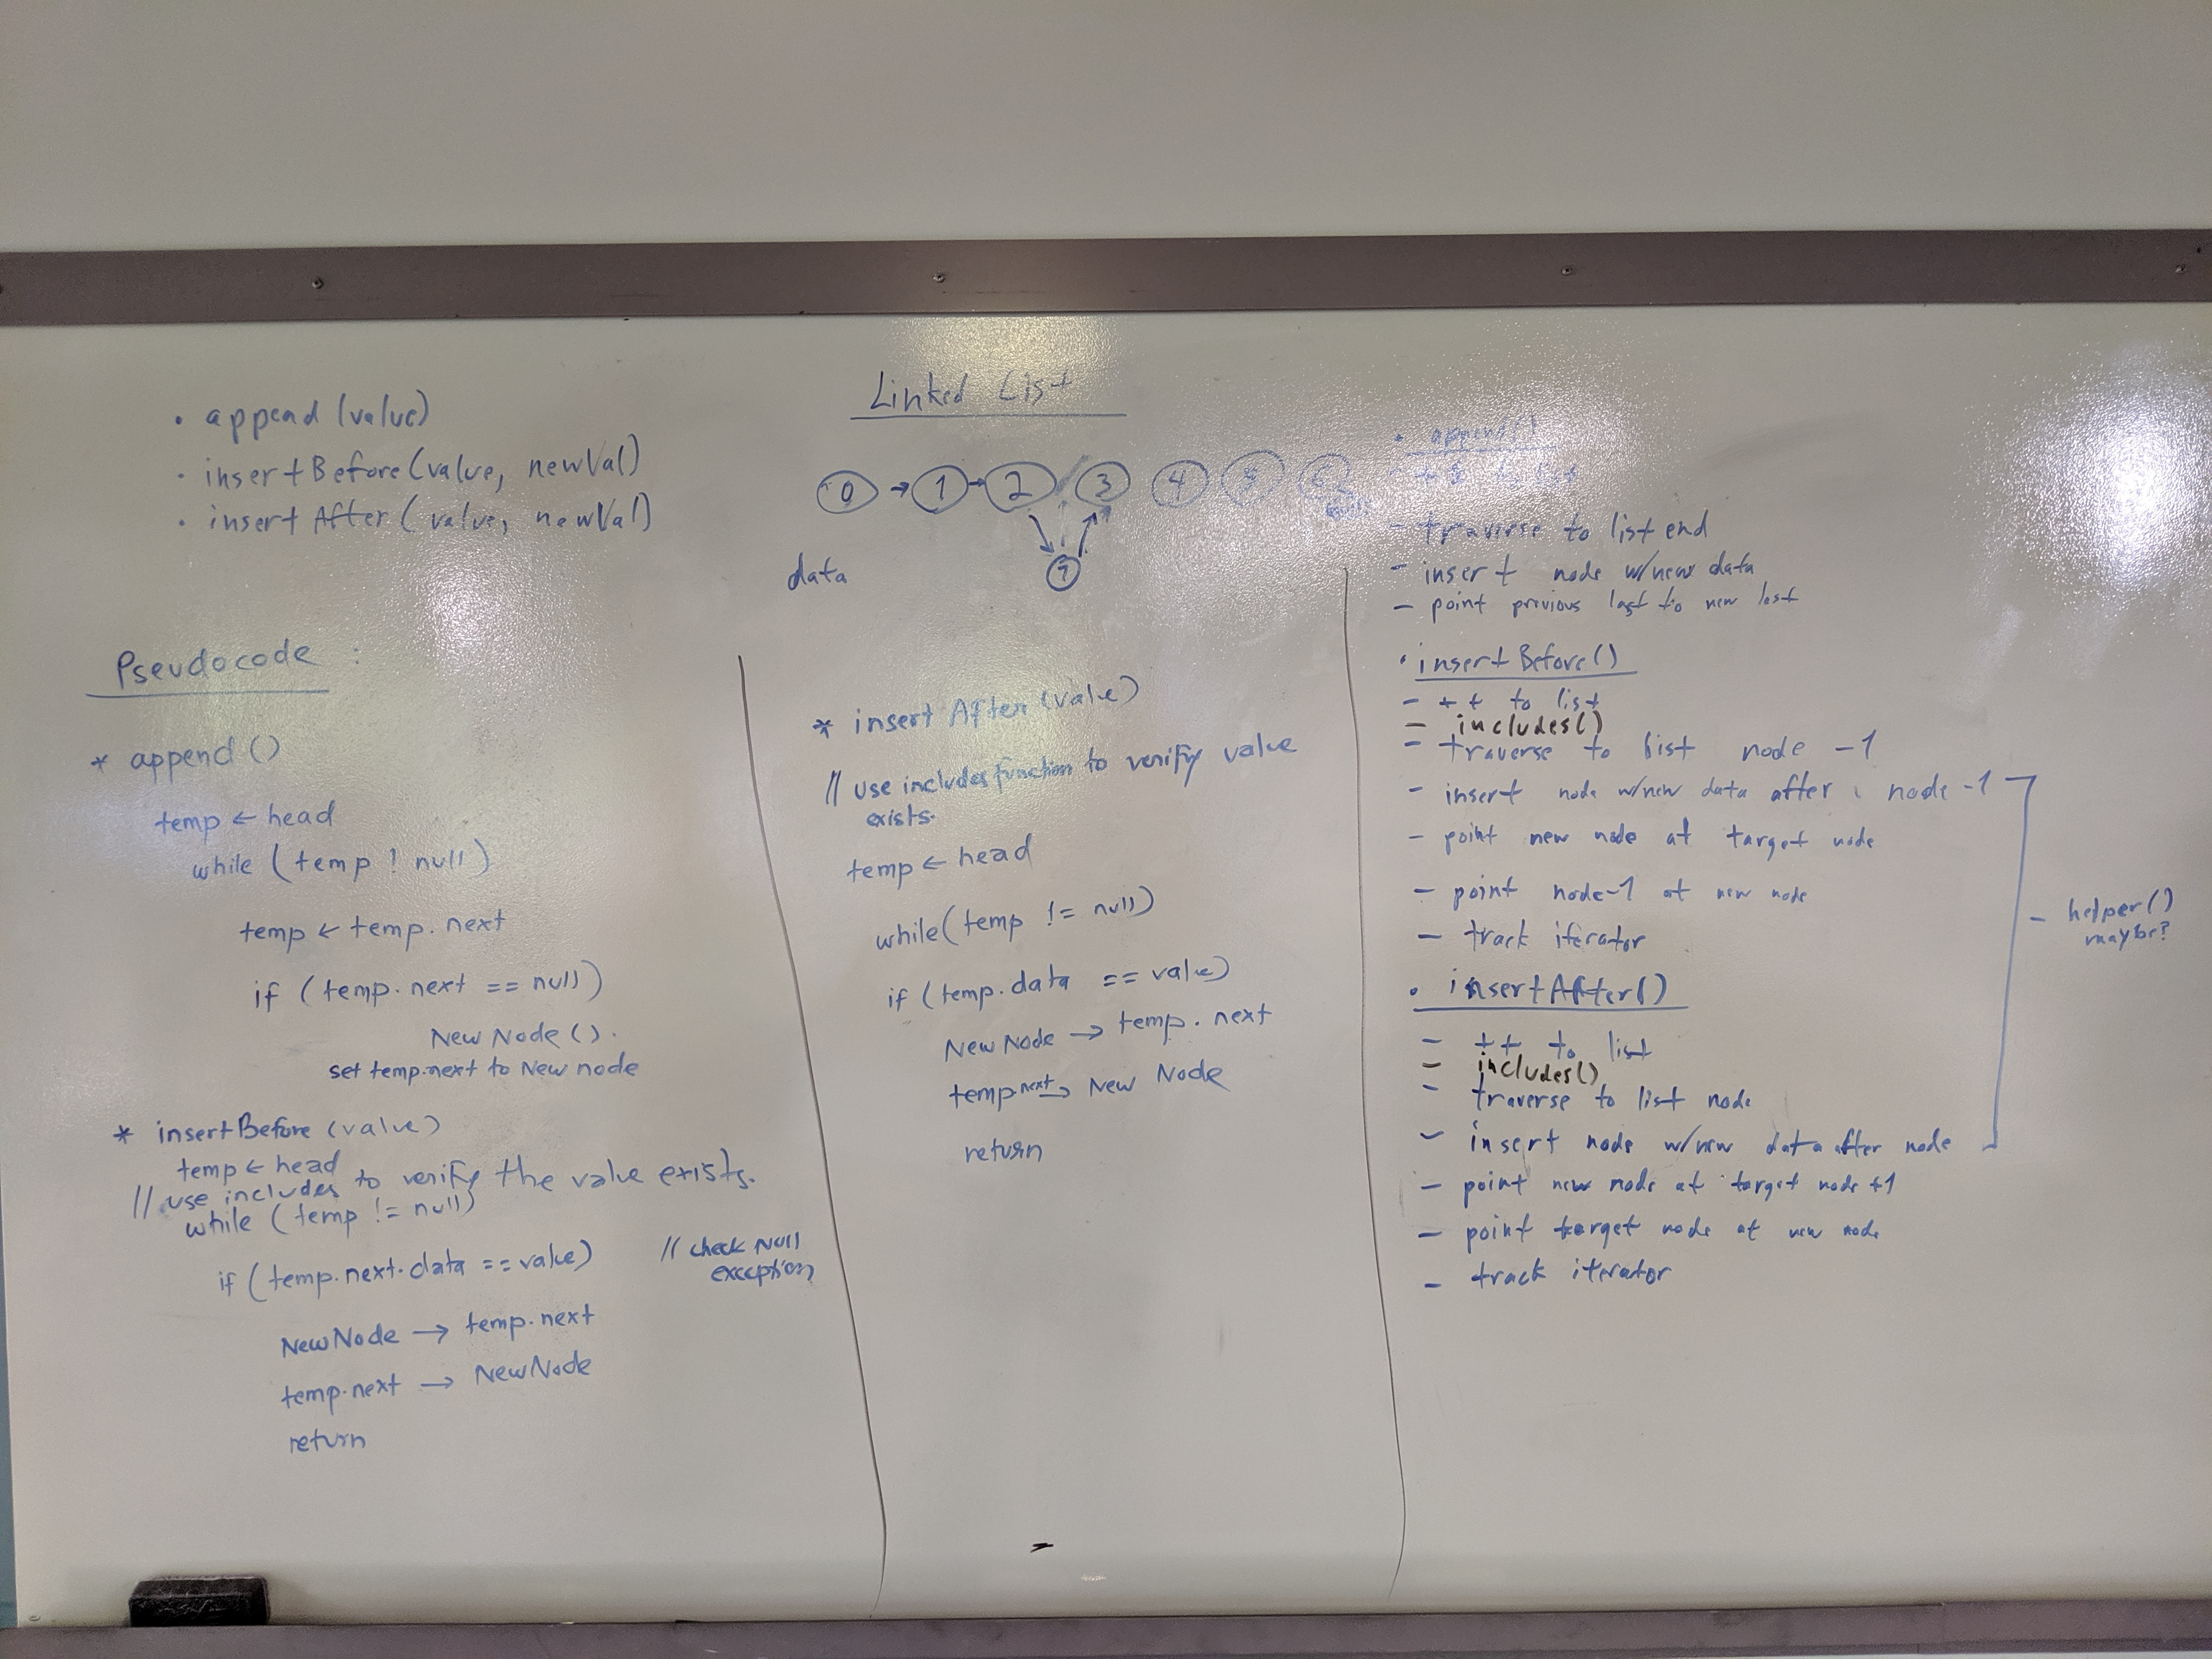 Linked List
• append (value)
• insertBefore (value, newVal)
• insertAfter (value, newVal)
0 → 1 → 2 3 4 5
7
data
Pseudocode :
* append ()
temp ← head
while (temp ! null)
temp ← temp.next
if (temp.next == null)
New Node ().
set temp.next to New node
* insertBefore (value)
temp ← head
// use includes to verify the value exists.
while (temp != null)
if (temp.next.data == value) // check Null
exception
NewNode → temp.next
temp.next → NewNode
return
* insert After (value)
// use includes function to verify value
exists.
temp ← head
while (temp != null)
if (temp.data == value)
New Node → temp.next
temp.next → New Node
return
• append()
- traverse to list end
- insert node w/new data
- point previous last to new last
• insertBefore()
- ++ to list
- includes()
- traverse to list node -1
- insert node w/new data after node -1
- point new node at target node
- point node-1 at new node
- track iterator
• insertAfter()
- ++ to list
- includes()
- traverse to list node
- insert node w/new data after node
- point new node at target node +1
- point target node at new node
- track iterator
- helper()
maybe?